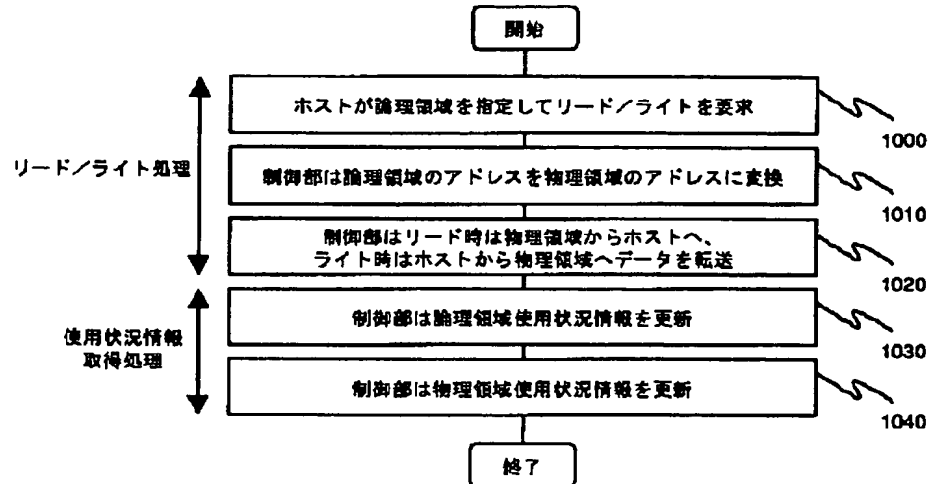 開始
ホストが論理領域を指定してリード／ライトを要求
1000
リード／ライト処理
制御部は論理領域のアドレスを物理領域のアドレスに変換
1010
制御部はリード時は物理領域からホストへ、
ライト時はホストから物理領域へデータを転送
1020
使用状況情報
取得処理
制御部は論理領域使用状況情報を更新
1030
制御部は物理領域使用状況情報を更新
1040
終了